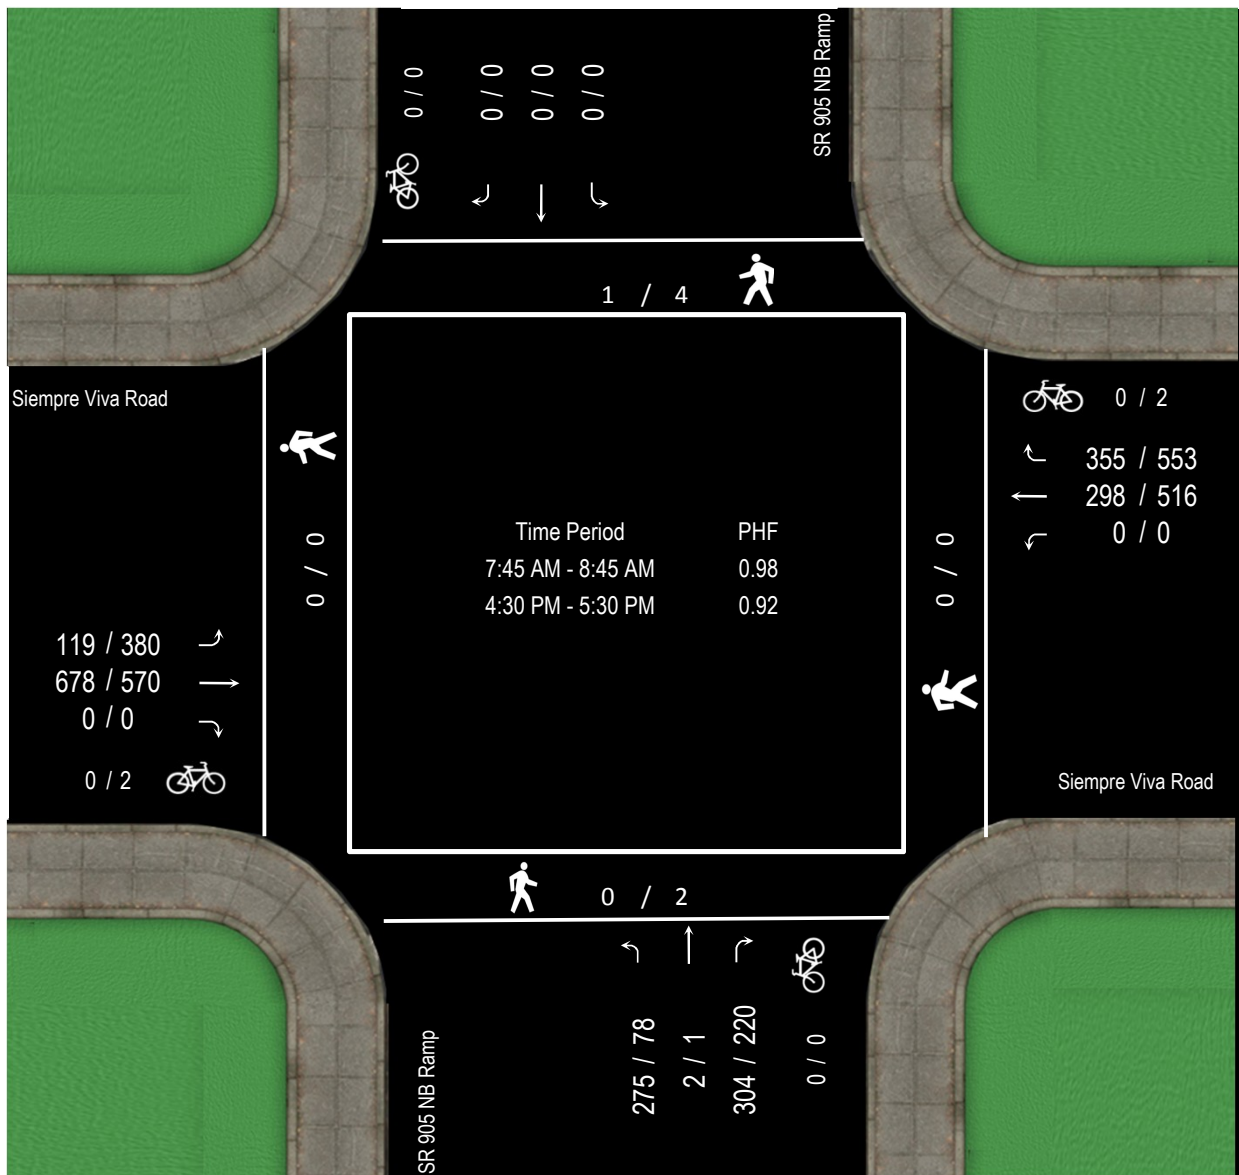 SR 905 NB Ramp
0 / 0
0 / 0
0 / 0
0 / 0
1 / 4
Siempre Viva Road
0 / 2
355 / 553
298 / 516
0 / 0
0 / 0
Time Period PHF
7:45 AM - 8:45 AM 0.98
4:30 PM - 5:30 PM 0.92
0 / 0
119 / 380
678 / 570
0 / 0
0 / 2
Siempre Viva Road
0 / 2
SR 905 NB Ramp
275 / 78
2 / 1
304 / 220
0 / 0